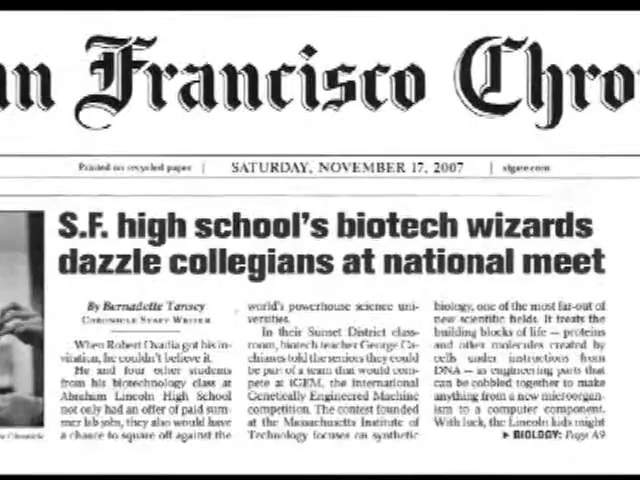 an Francisco Chro
Printed on recycled paper | SATURDAY, NOVEMBER 17, 2007 | sfgate.com
S.F. high school's biotech wizards
dazzle collegians at national meet
By Bernadette Tansey
CHRONICLE STAFF WRITER
When Robert Ovadia got his in-
vitation, he couldn't believe it.
He and four other students
from his biotechnology class at
Abraham Lincoln High School
not only had an offer of paid sum-
mer lab jobs, they also would have
a chance to square off against the
world's powerhouse science uni-
versities.
In their Sunset District class-
room, biotech teacher George Ca-
chianes told the seniors they could
be part of a team that would com-
pete at iGEM, the International
Genetically Engineered Machine
competition. The contest founded
at the Massachusetts Institute of
Technology focuses on synthetic
biology, one of the most far-out of
new scientific fields. It treats the
building blocks of life — proteins
and other molecules created by
cells under instructions from
DNA — as engineering parts that
can be cobbled together to make
anything from a new microorgan-
ism to a computer component.
With luck, the Lincoln kids might
▶ BIOLOGY: Page A9
Chronicle